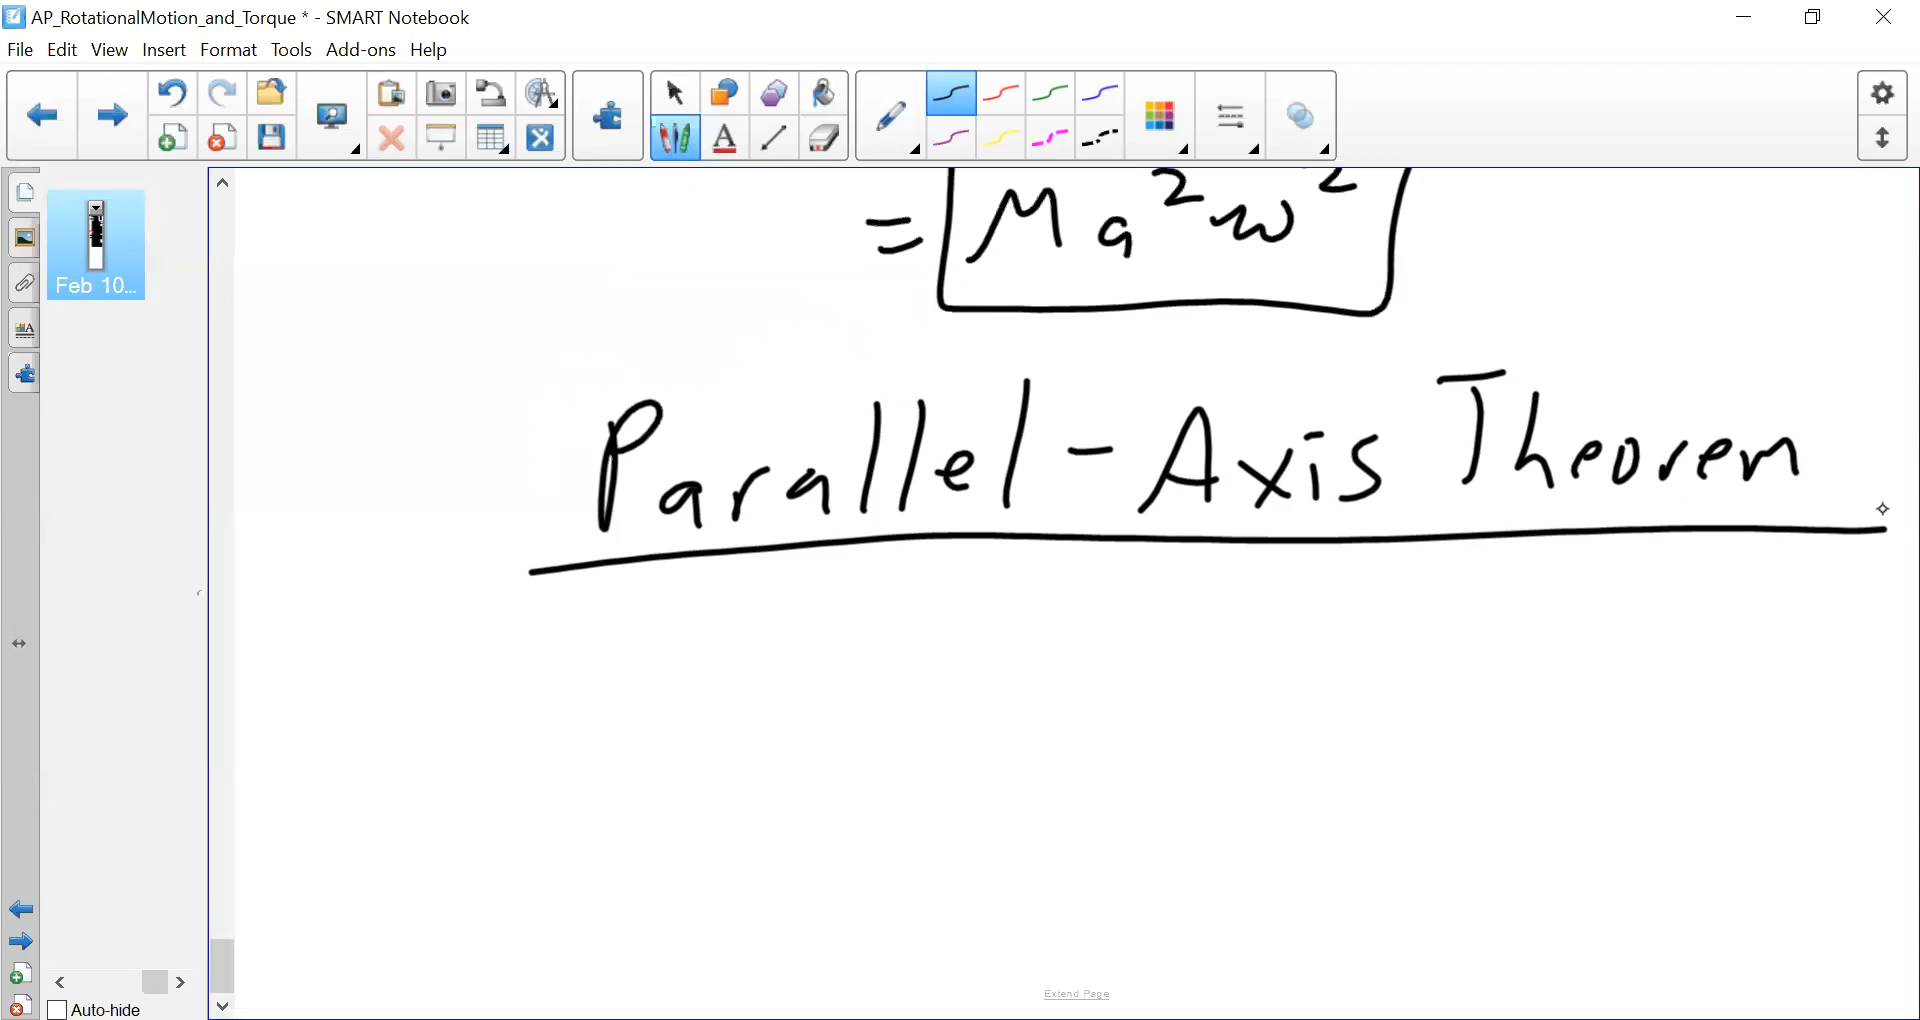 AP_RotationalMotion_and_Torque * - SMART Notebook
File Edit View Insert Format Tools Add-ons Help
Feb 10...
= Ma²ω²
Parallel-Axis Theorem
Extend Page
Auto-hide